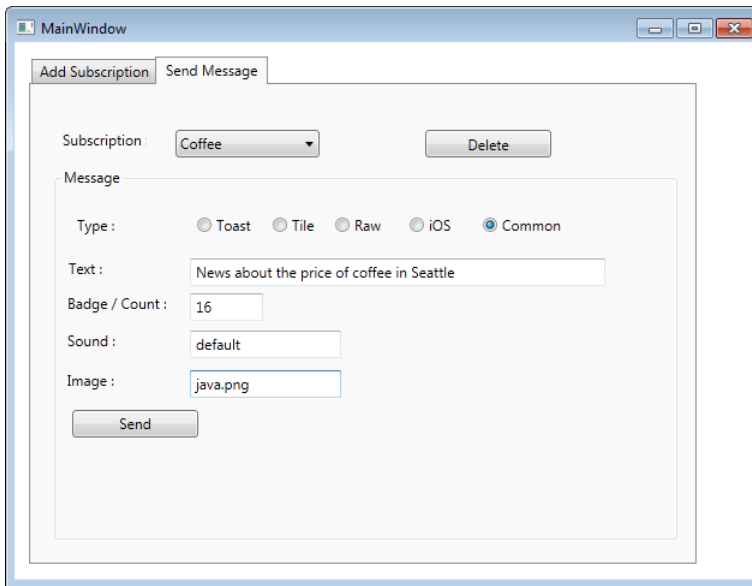 MainWindow
Add Subscription Send Message
Subscription : Coffee Delete
Message
Type : Toast Tile Raw iOS Common
Text : News about the price of coffee in Seattle
Badge / Count : 16
Sound : default
Image : java.png
Send